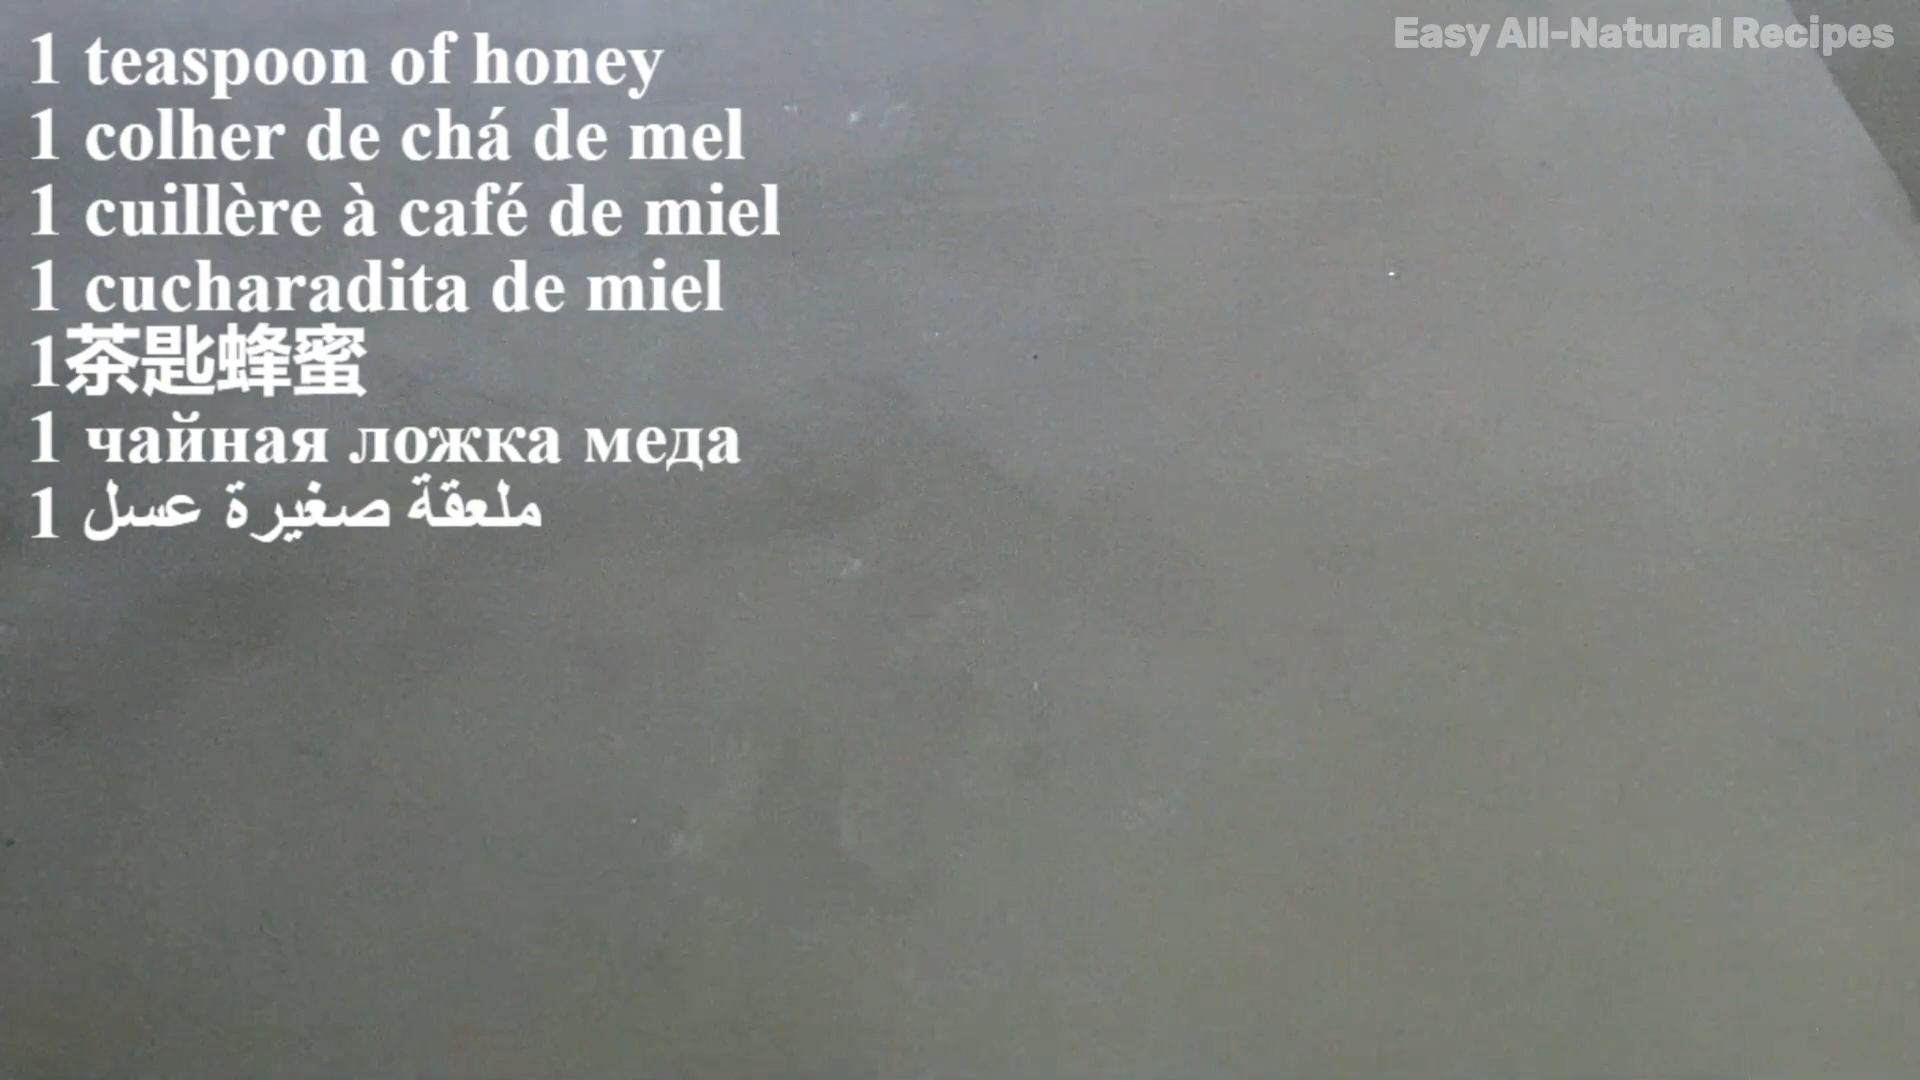 Easy All-Natural Recipes
1 teaspoon of honey
1 colher de chá de mel
1 cuillère à café de miel
1 cucharadita de miel
1茶匙蜂蜜
1 чайная ложка меда
1 ملعقة صغيرة عسل